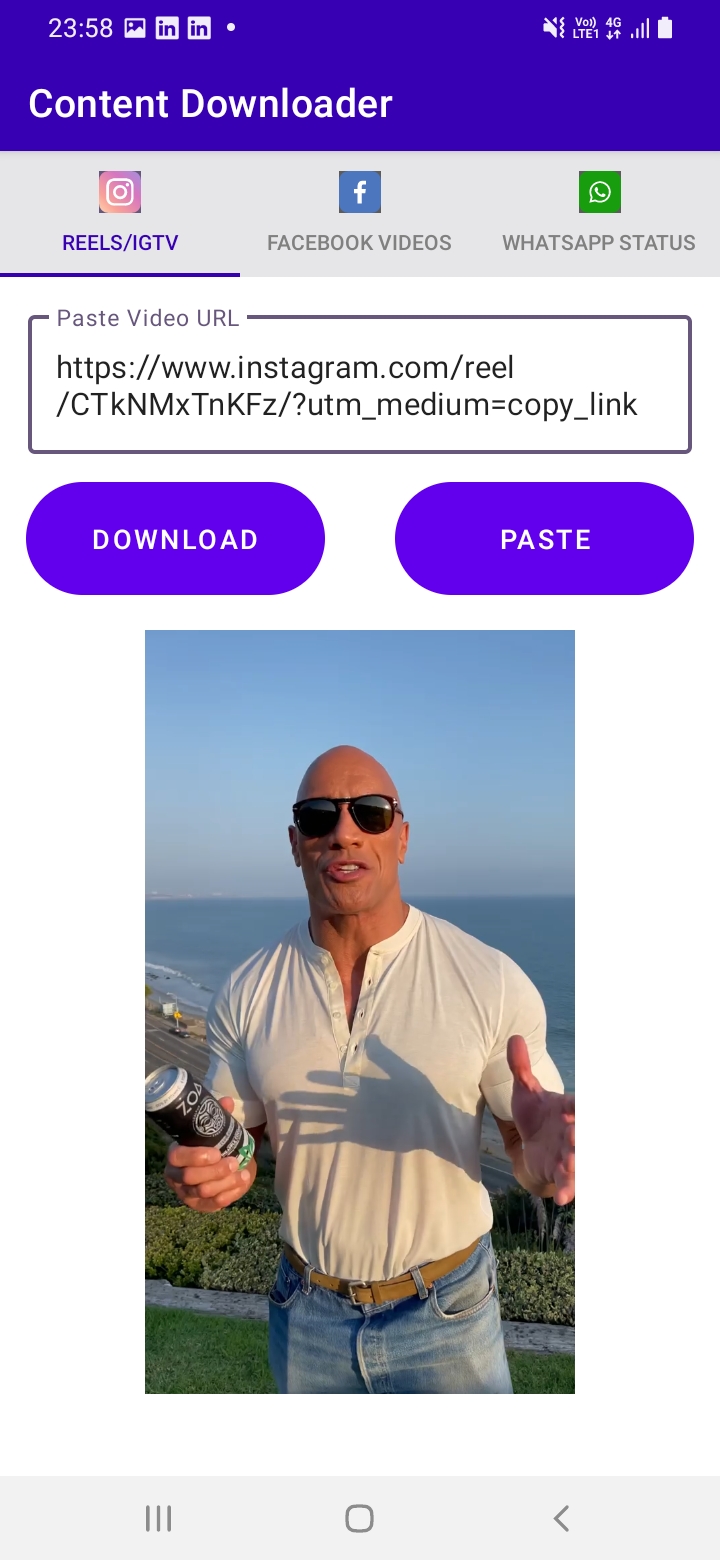 23:58
Vo)) 4G
LTE1
Content Downloader
REELS/IGTV
FACEBOOK VIDEOS
WHATSAPP STATUS
Paste Video URL
https://www.instagram.com/reel
/CTkNMxTnKFz/?utm_medium=copy_link
DOWNLOAD
PASTE
ZOA